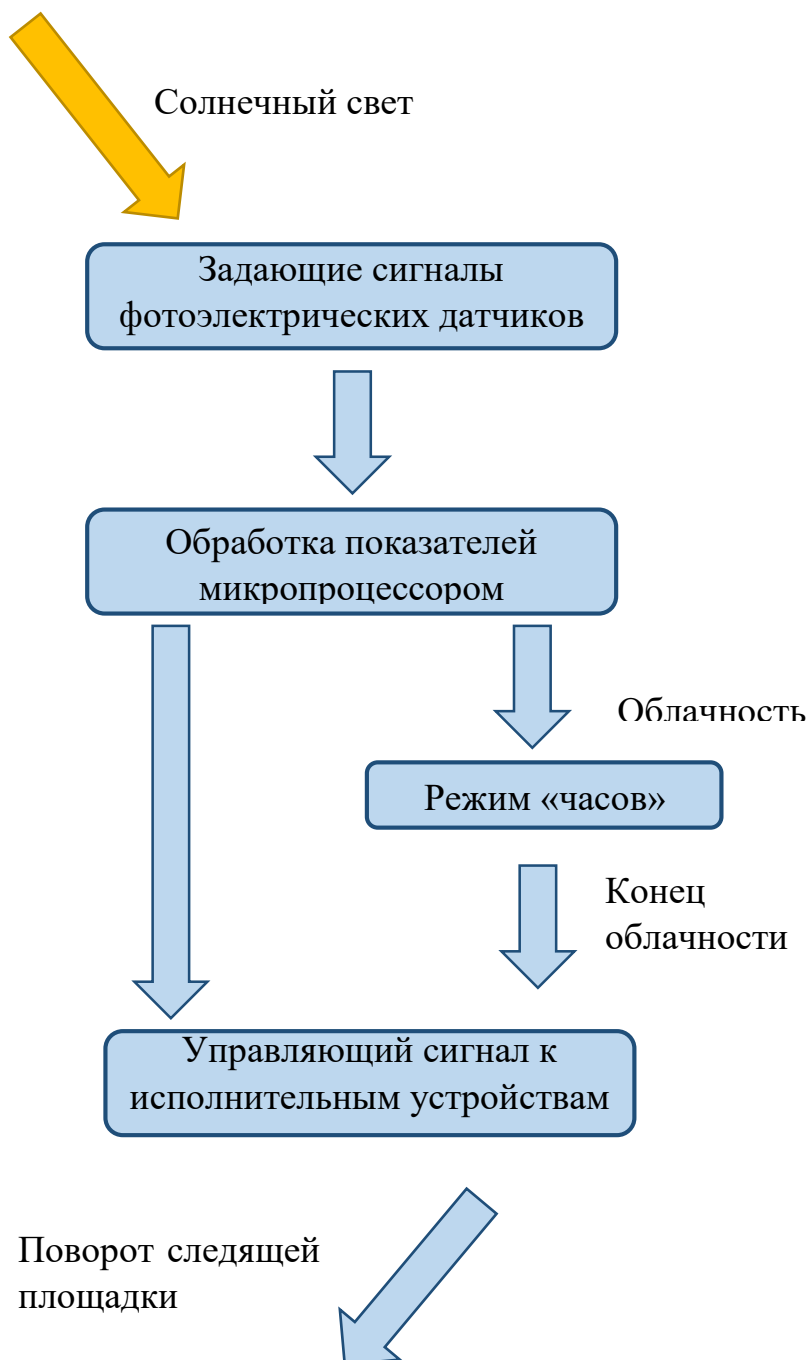 Солнечный свет
Задающие сигналы
фотоэлектрических датчиков
Обработка показателей
микропроцессором
Облачность
Режим «часов»
Конец
облачности
Управляющий сигнал к
исполнительным устройствам
Поворот следящей
площадки